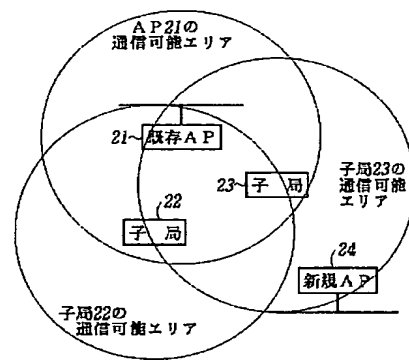 AP21の
通信可能エリア
21 既存AP
子局23の
通信可能
エリア
23 子局
22
子局
24
新規AP
子局22の
通信可能エリア